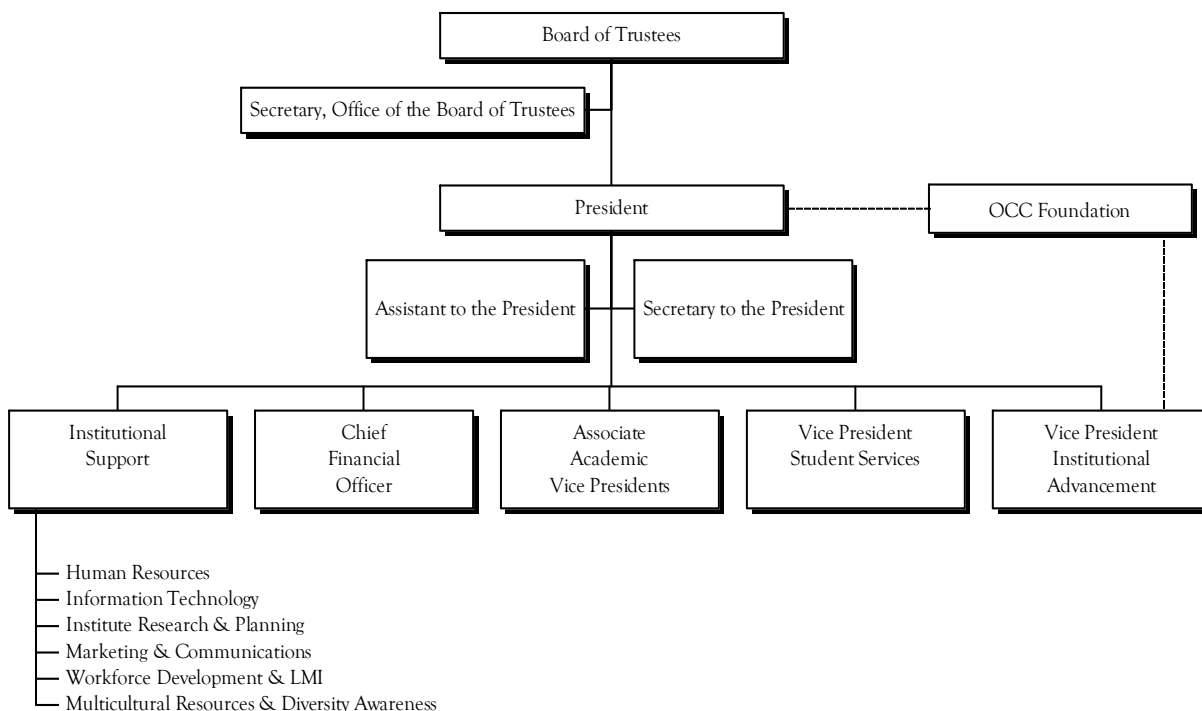 Board of Trustees
Secretary, Office of the Board of Trustees
President
OCC Foundation
Assistant to the President
Secretary to the President
Institutional
Support
Chief
Financial
Officer
Associate
Academic
Vice Presidents
Vice President
Student Services
Vice President
Institutional
Advancement
Human Resources
Information Technology
Institute Research & Planning
Marketing & Communications
Workforce Development & LMI
Multicultural Resources & Diversity Awareness